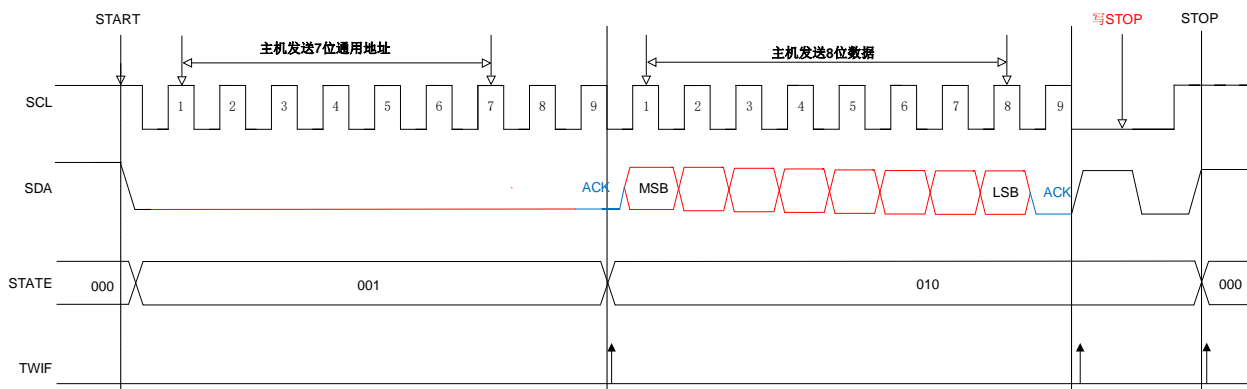 START
写STOP
STOP
主机发送7位通用地址
主机发送8位数据
SCL
1 2 3 4 5 6 7 8 9 1 2 3 4 5 6 7 8 9
SDA
ACK
MSB
LSB
ACK
STATE
000
001
010
000
TWIF